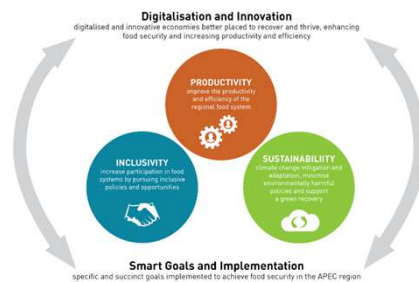 Digitalisation and Innovation
digitalised and innovative economies better placed to recover and thrive, enhancing
food security and increasing productivity and efficiency
PRODUCTIVITY
improve the productivity
and efficiency of the
regional food system
INCLUSIVITY
increase participation in food
systems by pursuing inclusive
policies and opportunities
SUSTAINABILITY
climate change mitigation and
adaptation, minimise
environmentally harmful
policies and support
a green recovery
Smart Goals and Implementation
specific and succinct goals implemented to achieve food security in the APEC region